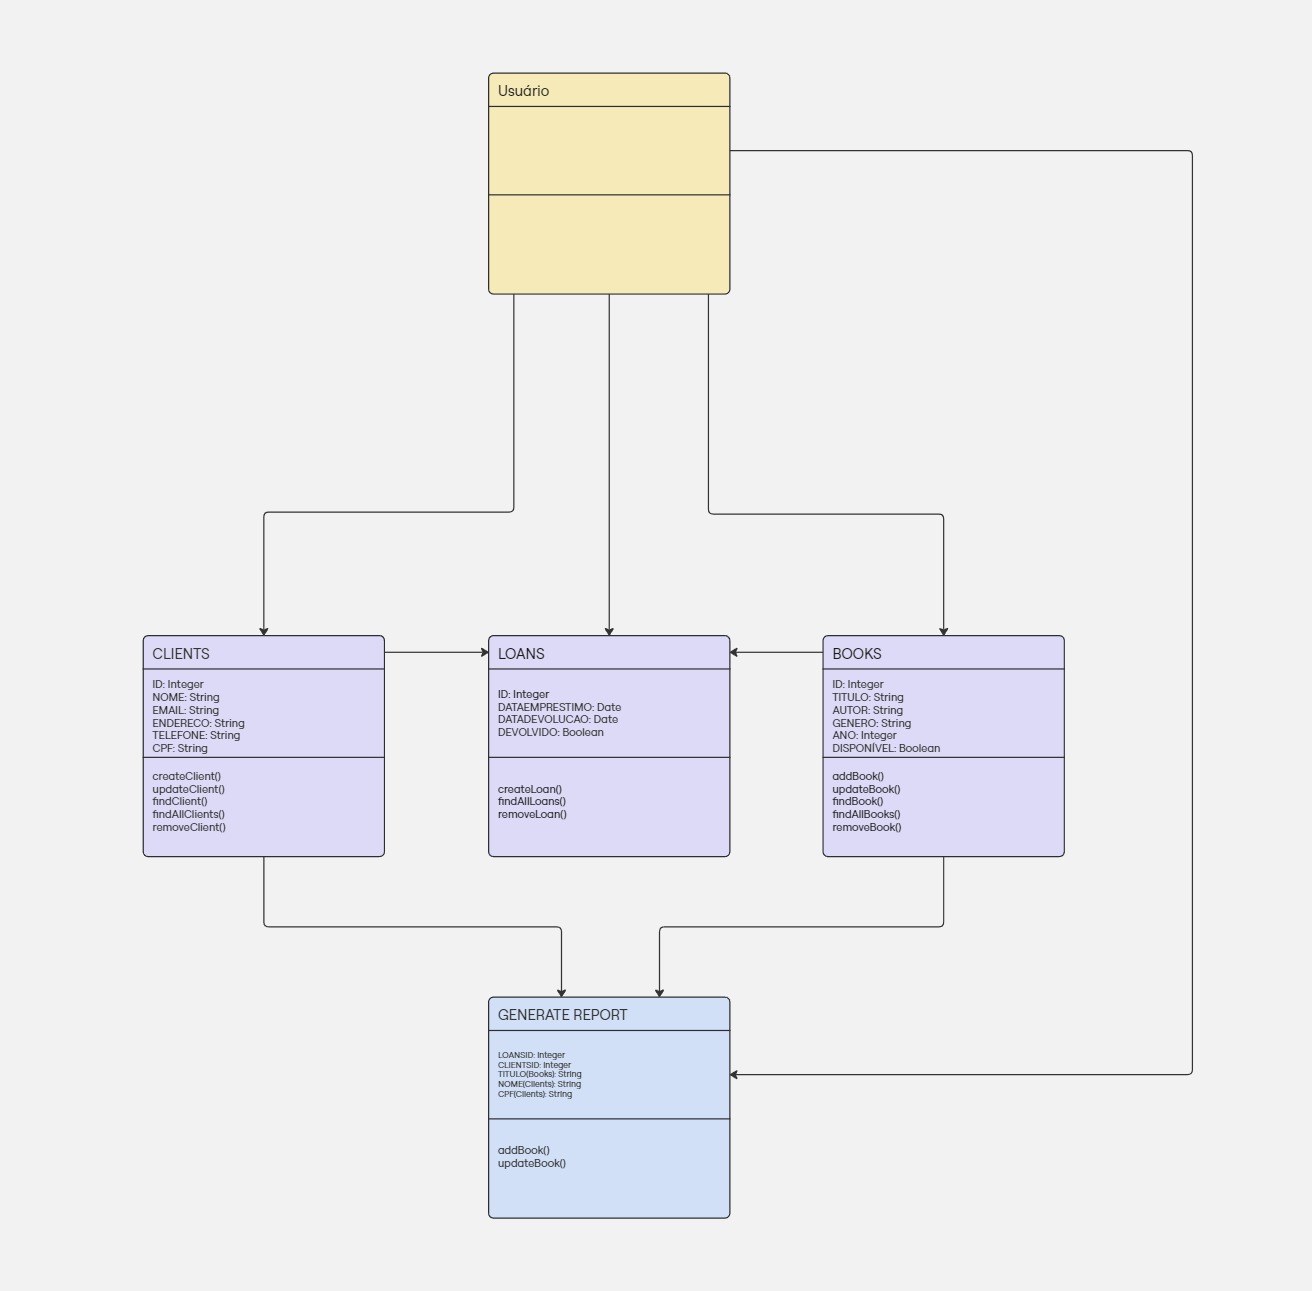 Usuário
CLIENTS
ID: Integer
NOME: String
EMAIL: String
ENDERECO: String
TELEFONE: String
CPF: String
createClient()
updateClient()
findClient()
findAllClients()
removeClient()
LOANS
ID: Integer
DATAEMPRESTIMO: Date
DATADEVOLUCAO: Date
DEVOLVIDO: Boolean
createLoan()
findAllLoans()
removeLoan()
BOOKS
ID: Integer
TITULO: String
AUTOR: String
GENERO: String
ANO: Integer
DISPONÍVEL: Boolean
addBook()
updateBook()
findBook()
findAllBooks()
removeBook()
GENERATE REPORT
LOANSID: Integer
CLIENTSID: Integer
TITULO(Books): String
NOME(Clients): String
CPF(Clients): String
addBook()
updateBook()